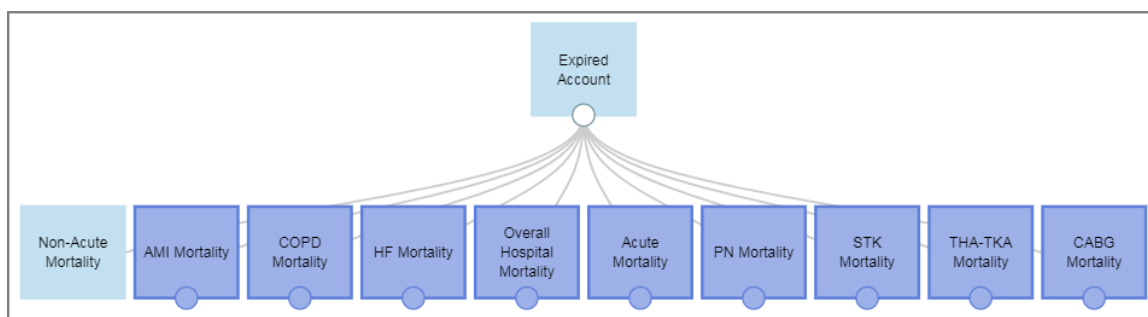 Expired
Account
Non-Acute
Mortality
AMI Mortality
COPD
Mortality
HF Mortality
Overall
Hospital
Mortality
Acute
Mortality
PN Mortality
STK
Mortality
THA-TKA
Mortality
CABG
Mortality